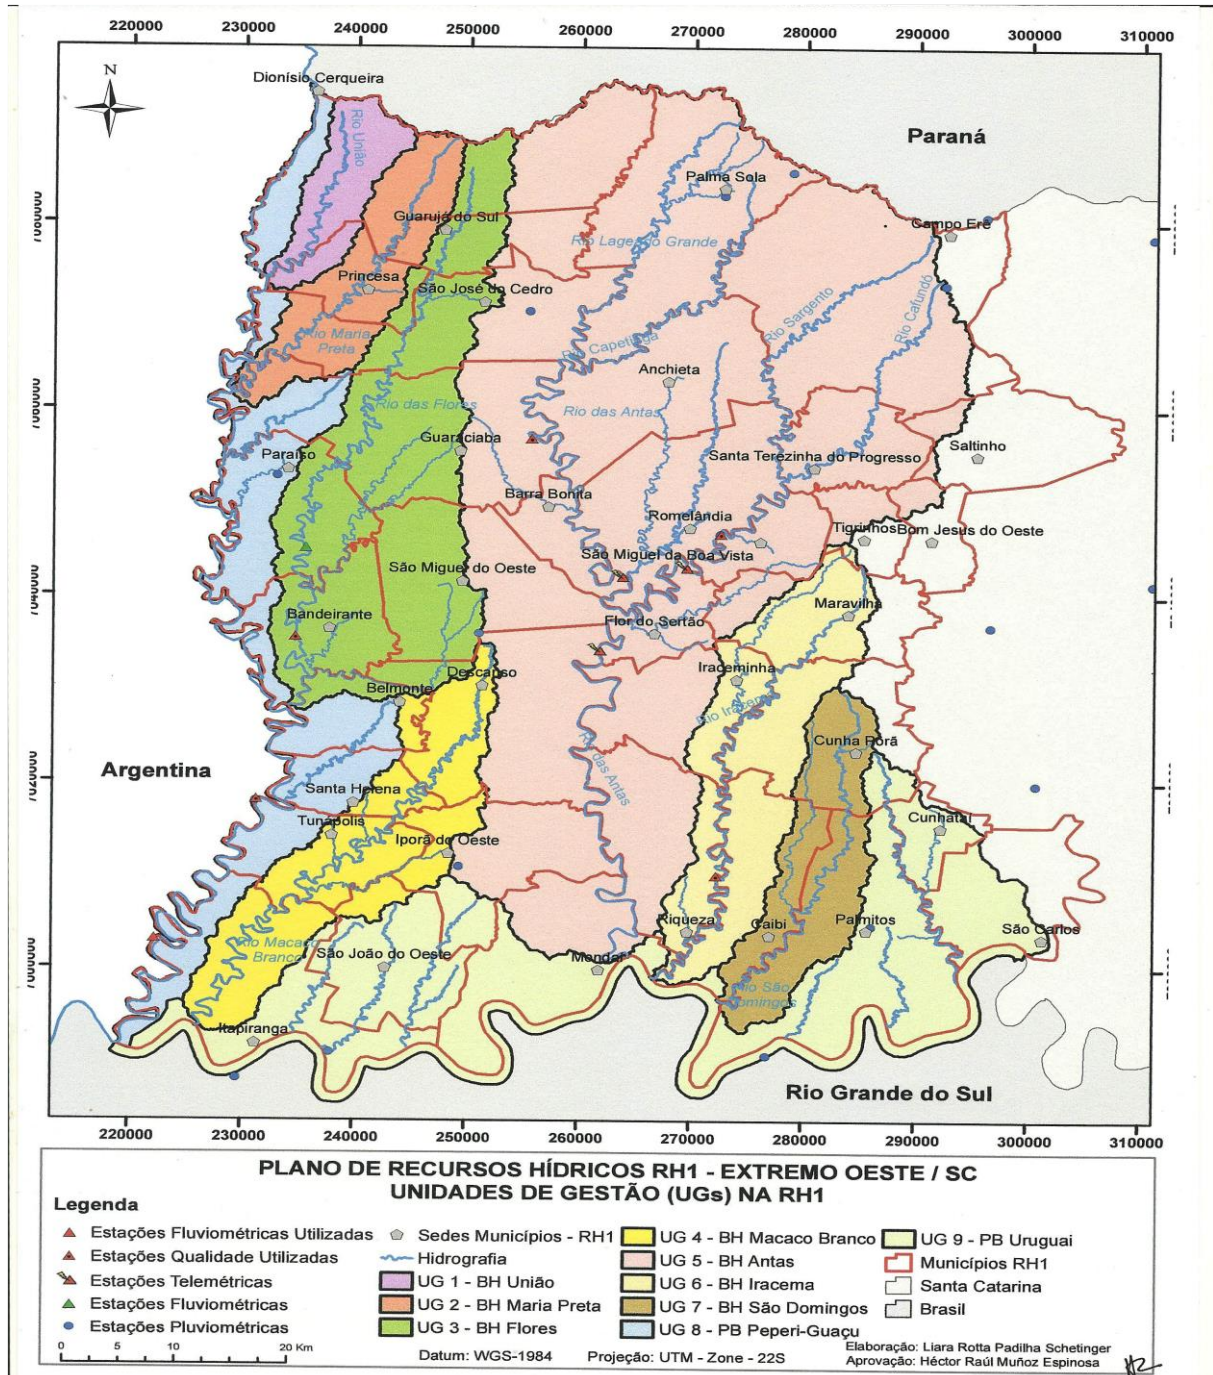 220000 230000 240000 250000 260000 270000 280000 290000 300000 310000
N
Dionísio Cerqueira
Rio União
Paraná
Palma Sola
7080000
Guarujá do Sul
Campo Erê
Rio Lageado Grande
Princesa
São José do Cedro
Rio Sargento
Rio Cafundó
Rio Maria
Preta
Rio Capetinga
Anchieta
7060000
Rio das Flores
Rio das Antas
Guaraciaba
Saltinho
Paraíso
Santa Terezinha do Progresso
Barra Bonita
Romelândia
Tigrinhos
Bom Jesus do Oeste
São Miguel da Boa Vista
São Miguel do Oeste
7040000
Bandeirante
Maravilha
Flor do Sertão
Descanso
Iraceminha
Belmonte
Rio Iracema
Cunha Porã
Rio das Antas
Argentina
7020000
Santa Helena
Tunápolis
Cunhataí
Iporã do Oeste
Riqueza
Caibi
Palmitos
São Carlos
Rio Macaco
Branco
São João do Oeste
Mondaí
7000000
Rio São
Domingos
Itapiranga
Rio Grande do Sul
220000 230000 240000 250000 260000 270000 280000 290000 300000 310000
PLANO DE RECURSOS HÍDRICOS RH1 - EXTREMO OESTE / SC
UNIDADES DE GESTÃO (UGs) NA RH1
Legenda
Estações Fluviométricas Utilizadas
Estações Qualidade Utilizadas
Estações Telemétricas
Estações Fluviométricas
Estações Pluviométricas
Sedes Municípios - RH1
Hidrografia
UG 1 - BH União
UG 2 - BH Maria Preta
UG 3 - BH Flores
UG 4 - BH Macaco Branco
UG 5 - BH Antas
UG 6 - BH Iracema
UG 7 - BH São Domingos
UG 8 - PB Peperi-Guaçu
UG 9 - PB Uruguai
Municípios RH1
Santa Catarina
Brasil
0 5 10 20 Km
Datum: WGS-1984
Projeção: UTM - Zone - 22S
Elaboração: Liara Rotta Padilha Schetinger
Aprovação: Héctor Raúl Muñoz Espinosa